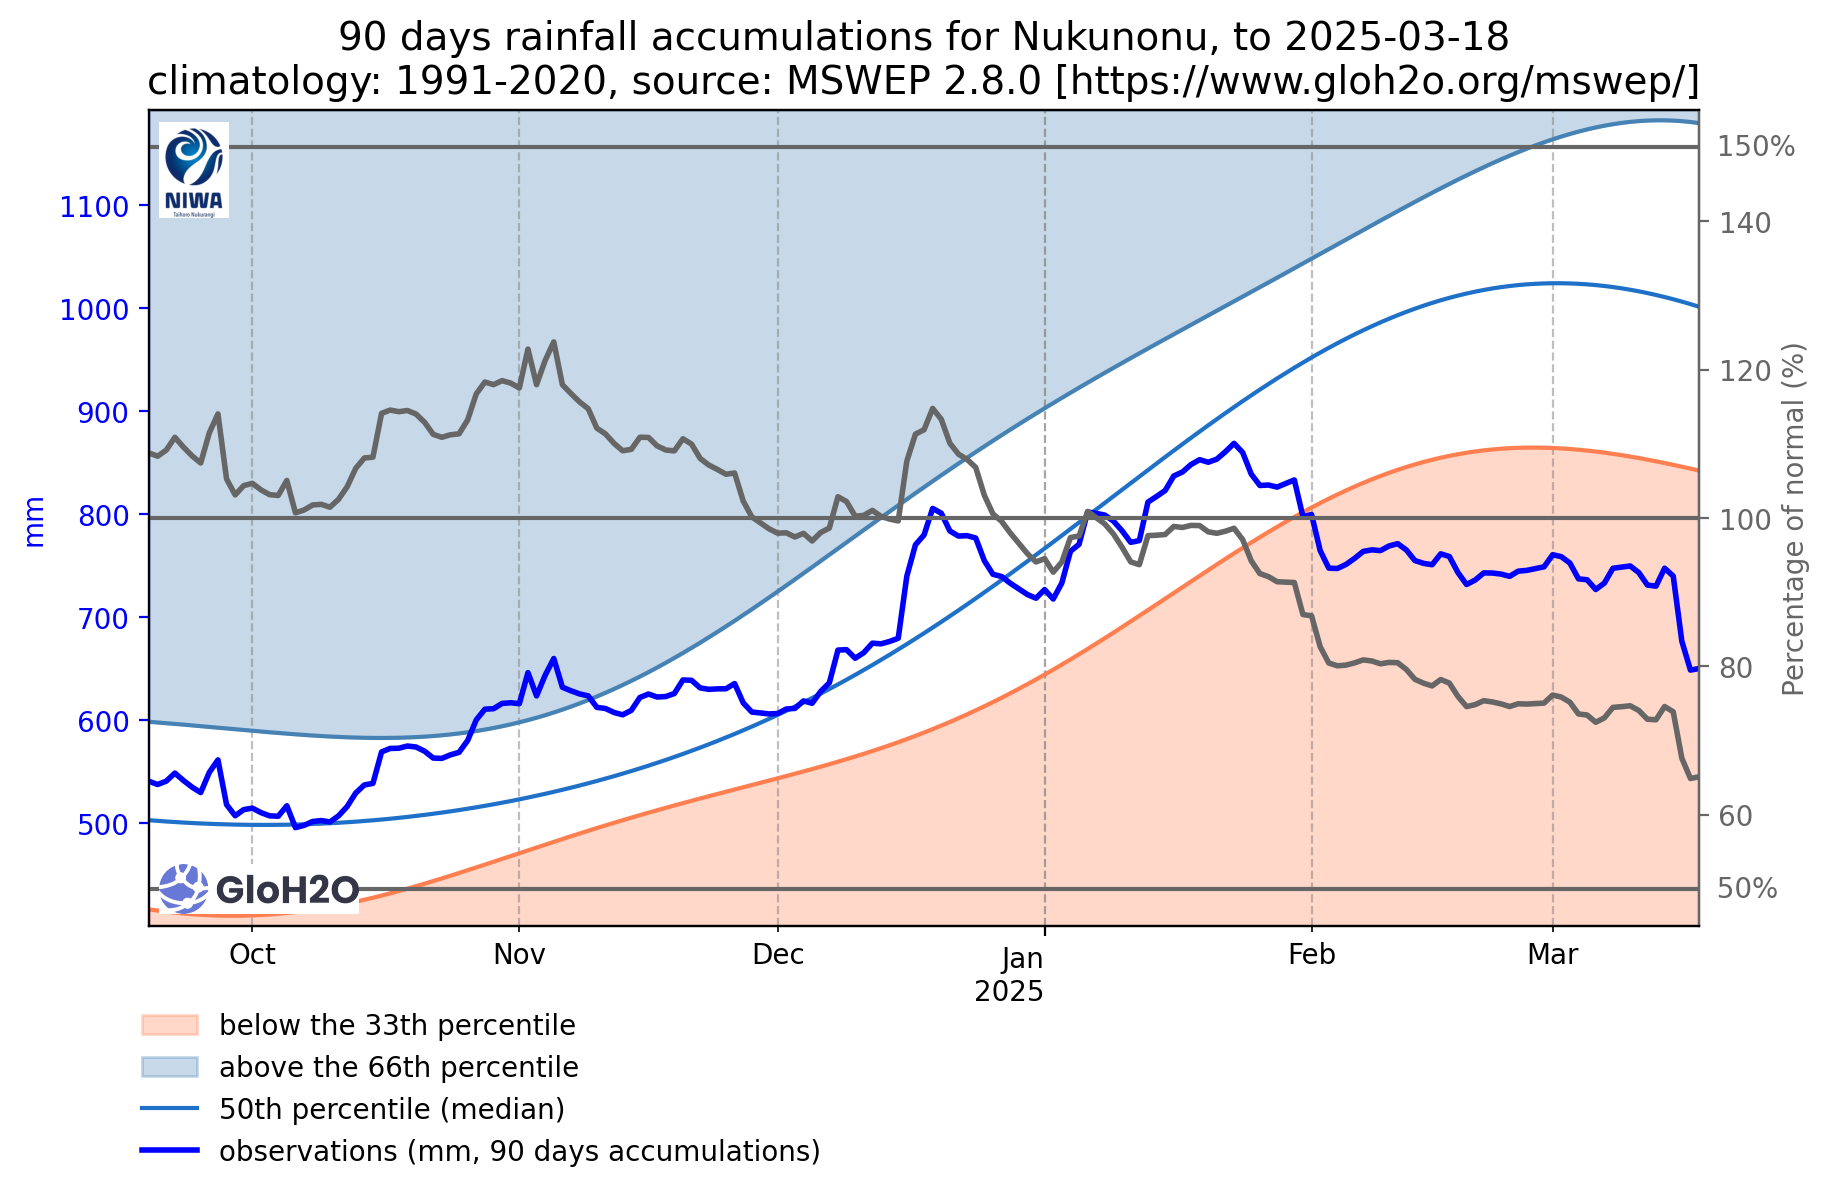 90 days rainfall accumulations for Nukunonu, to 2025-03-18
climatology: 1991-2020, source: MSWEP 2.8.0 [https://www.gloh2o.org/mswep/]
NIWA
Taihoro Nukurangi
150%
1100
140
1000
120
900
Percentage of normal (%)
800
100
mm
700
80
600
60
500
GloH2O
50%
Oct
Nov
Dec
Jan
2025
Feb
Mar
below the 33th percentile
above the 66th percentile
50th percentile (median)
observations (mm, 90 days accumulations)